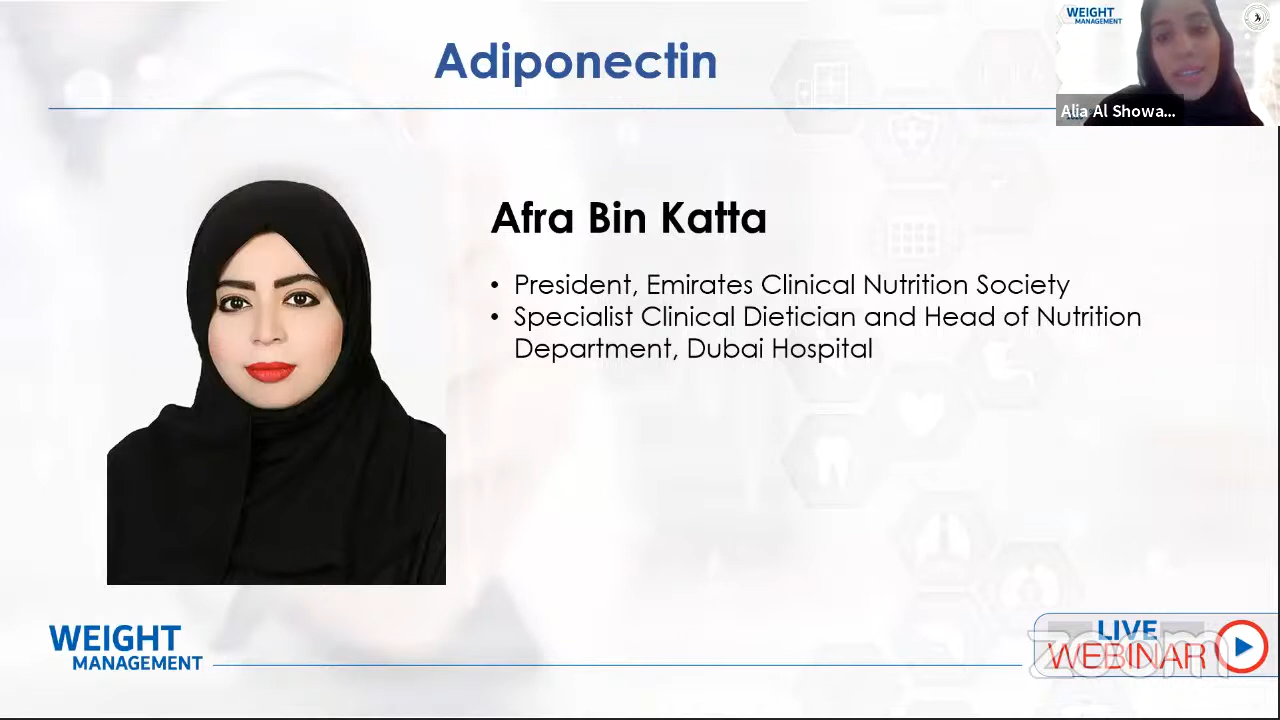 Adiponectin
WEIGHT
MANAGEMENT
Alia Al Showa...
Afra Bin Katta
• President, Emirates Clinical Nutrition Society
• Specialist Clinical Dietician and Head of Nutrition
Department, Dubai Hospital
WEIGHT
MANAGEMENT
LIVE
WEBINAR
zoom